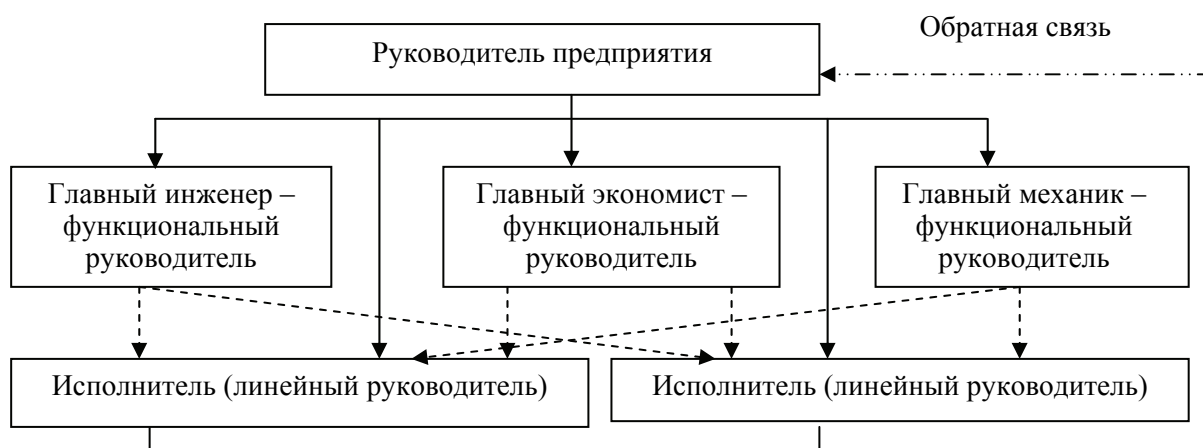 Обратная связь
Руководитель предприятия
Главный инженер –
функциональный
руководитель
Главный экономист –
функциональный
руководитель
Главный механик –
функциональный
руководитель
Исполнитель (линейный руководитель)
Исполнитель (линейный руководитель)